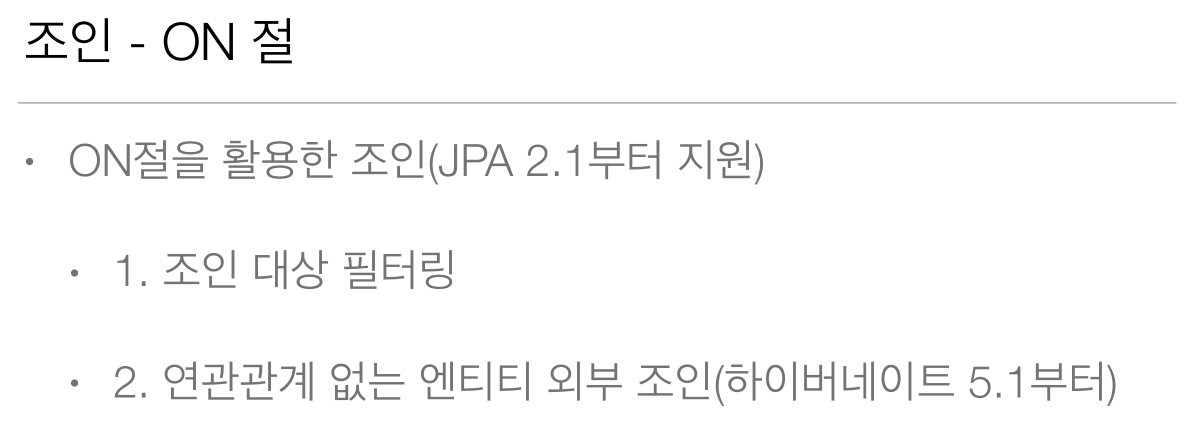 조인 - ON 절
• ON절을 활용한 조인(JPA 2.1부터 지원)
• 1. 조인 대상 필터링
• 2. 연관관계 없는 엔티티 외부 조인(하이버네이트 5.1부터)